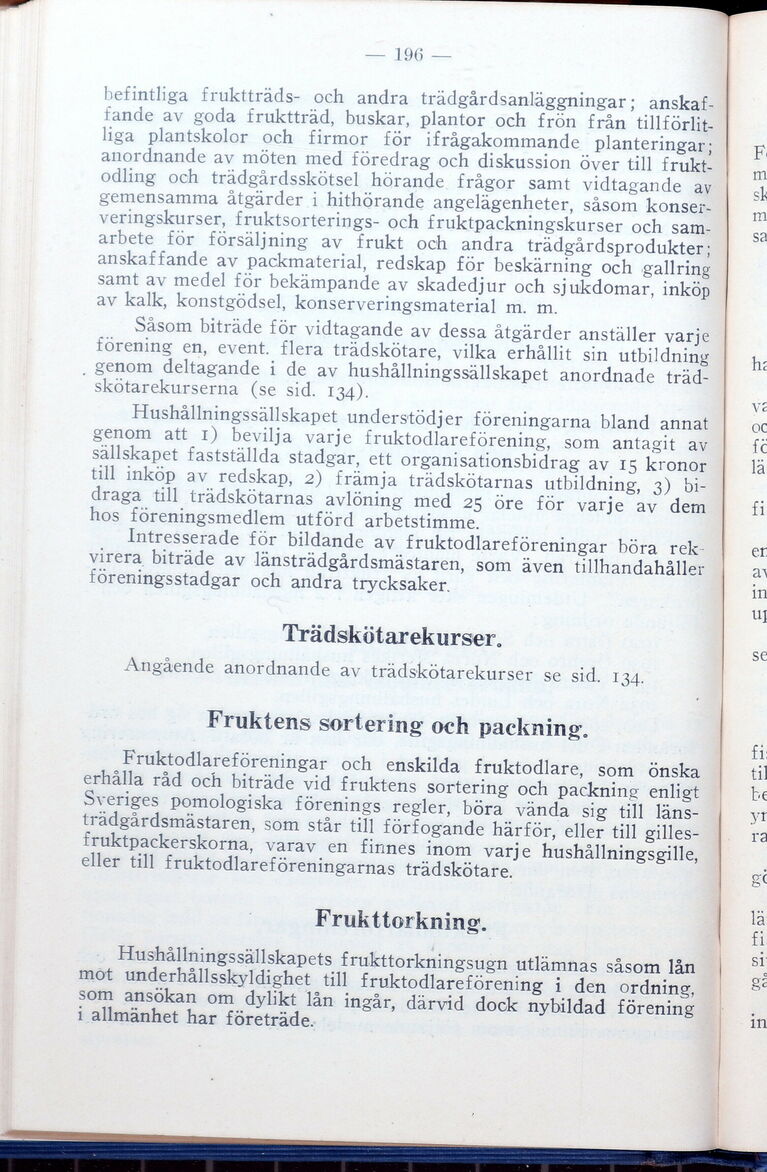 — 196 —
befintliga fruktträds- och andra trädgårdsanläggningar; anskaf-
fande av goda fruktträd, buskar, plantor och frön från tillförlit-
liga plantskolor och firmor för ifrågakommande planteringar;
anordnande av möten med föredrag och diskussion över till frukt-
odling och trädgårdsskötsel hörande frågor samt vidtagande av
gemensamma åtgärder i hithörande angelägenheter, såsom konser-
veringskurser, fruktsorterings- och fruktpackningskurser och sam-
arbete för försäljning av frukt och andra trädgårdsprodukter;
anskaffande av packmaterial, redskap för beskärning och gallring
samt av medel för bekämpande av skadedjur och sjukdomar, inköp
av kalk, konstgödsel, konserveringsmaterial m. m.
Såsom biträde för vidtagande av dessa åtgärder anställer varje
förening en, event. flera trädskötare, vilka erhållit sin utbildning
genom deltagande i de av hushållningssällskapet anordnade träd-
skötarekurserna (se sid. 134).
Hushållningssällskapet understödjer föreningarna bland annat
genom att 1) bevilja varje fruktodlareförening, som antagit av
sällskapet fastställda stadgar, ett organisationsbidrag av 15 kronor
till inköp av redskap, 2) främja trädskötarnas utbildning, 3) bi-
draga till trädskötarnas avlöning med 25 öre för varje av dem
hos föreningsmedlem utförd arbetstimme.
Intresserade för bildande av fruktodlareföreningar böra rek-
virera biträde av länsträdgårdsmästaren, som även tillhandahåller
föreningsstadgar och andra trycksaker.
Trädskötarekurser.
Angående anordnande av trädskötarekurser se sid. 134.
Fruktens sortering och packning.
Fruktodlareföreningar och enskilda fruktodlare, som önska
erhålla råd och biträde vid fruktens sortering och packning enligt
Sveriges pomologiska förenings regler, böra vända sig till läns-
trädgårdsmästaren, som står till förfogande härför, eller till gilles-
fruktpackerskorna, varav en finnes inom varje hushållningsgille,
eller till fruktodlareföreningarnas trädskötare.
Frukttorkning.
Hushållningssällskapets frukttorkningsugn utlämnas såsom lån
mot underhållsskyldighet till fruktodlareförening i den ordning,
som ansökan om dylikt lån ingår, därvid dock nybildad förening
i allmänhet har företräde.